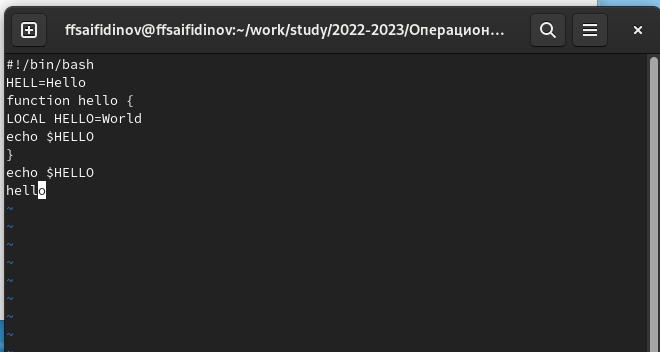 ffsaifidinov@ffsaifidinov:~/work/study/2022-2023/Операцион...
#!/bin/bash
HELL=Hello
function hello {
LOCAL HELLO=World
echo $HELLO
}
echo $HELLO
hello
~
~
~
~
~
~
~
~
~